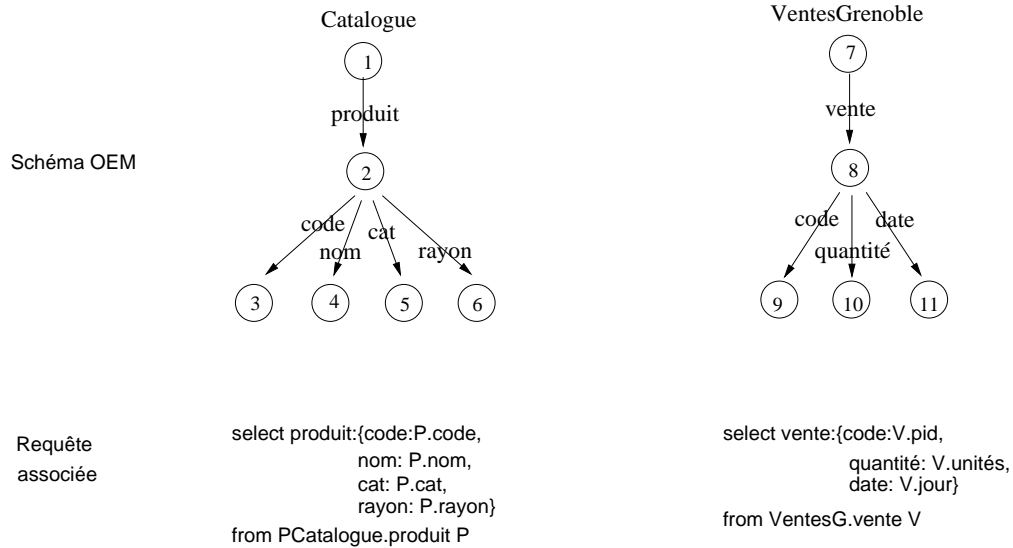 Catalogue
VentesGrenoble
1
7
produit
vente
Schéma OEM
2
8
code
nom
cat
rayon
code
quantité
date
3
4
5
6
9
10
11
Requête
associée
select produit:{code:P.code,
nom: P.nom,
cat: P.cat,
rayon: P.rayon}
from PCatalogue.produit P
select vente:{code:V.pid,
quantité: V.unités,
date: V.jour}
from VentesG.vente V